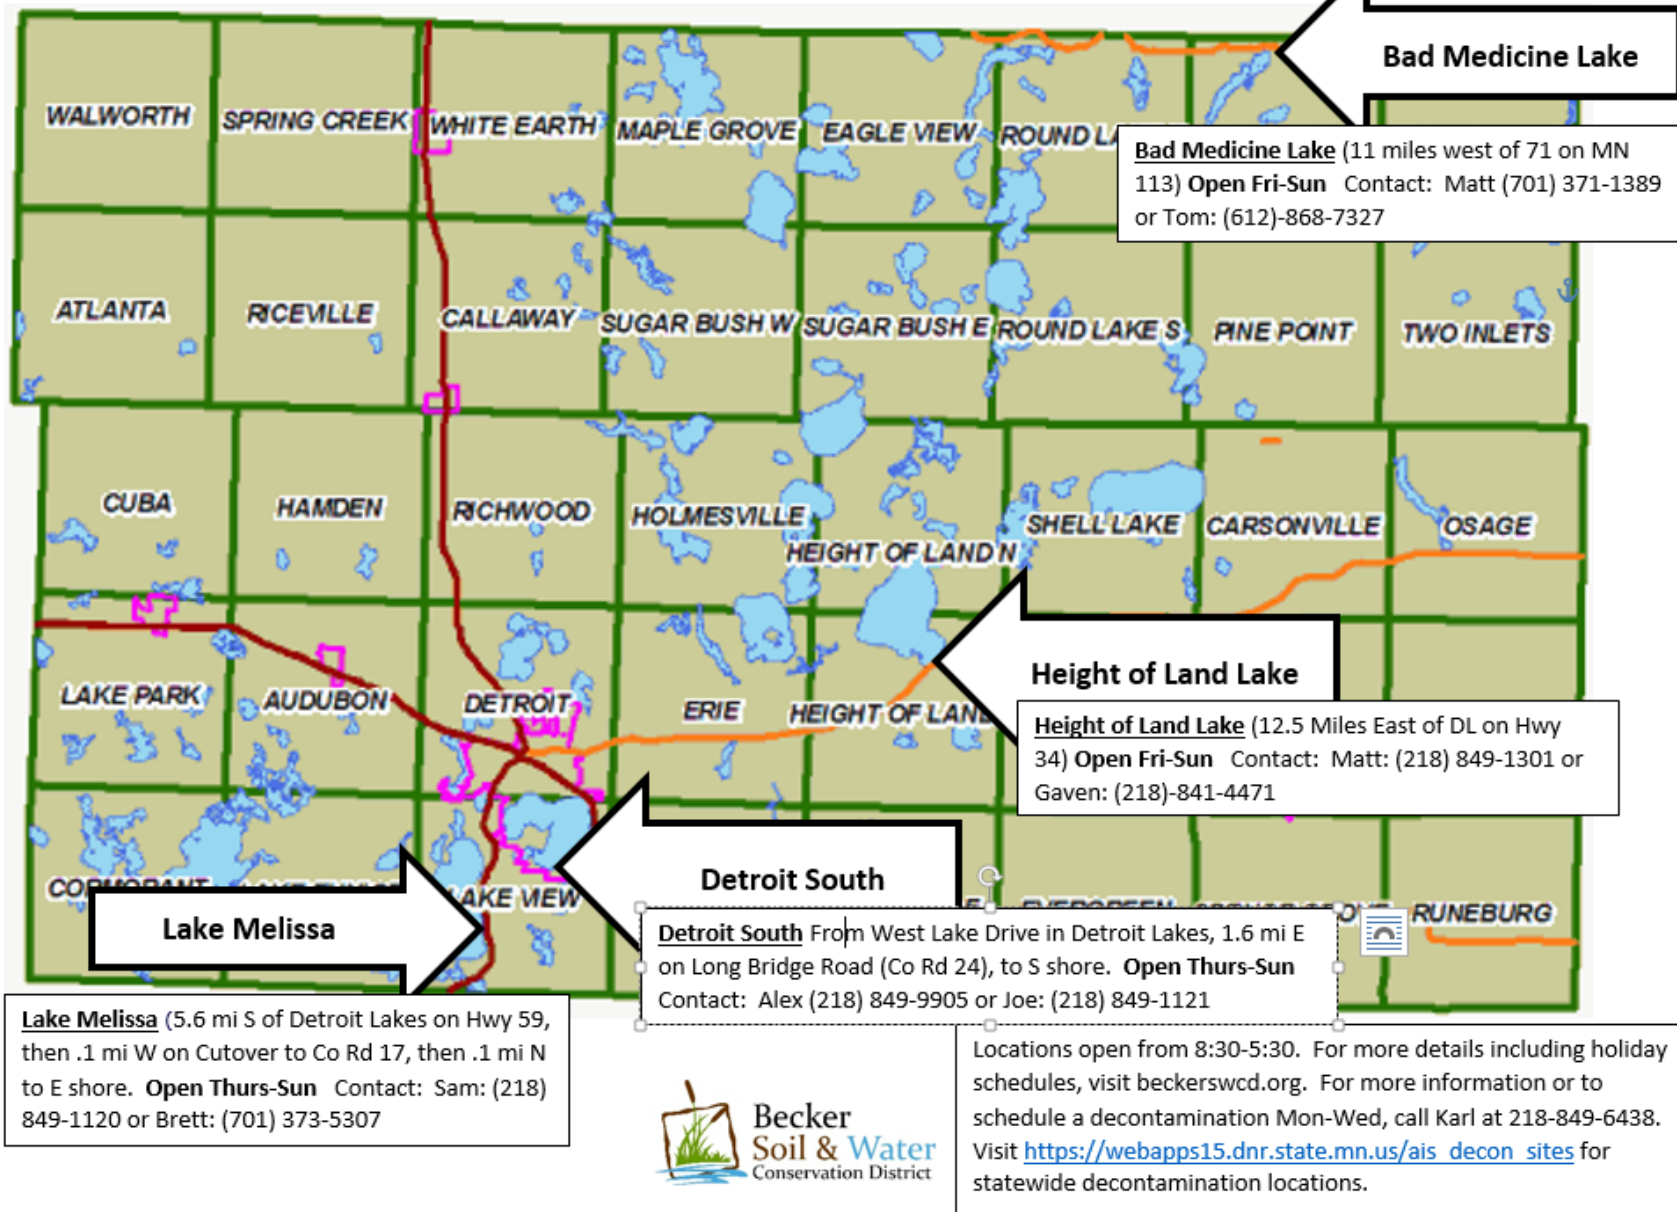 Bad Medicine Lake
WALWORTH
SPRING CREEK
WHITE EARTH
MAPLE GROVE
EAGLE VIEW
ROUND LA
Bad Medicine Lake (11 miles west of 71 on MN
113) Open Fri-Sun Contact: Matt (701) 371-1389
or Tom: (612)-868-7327
ATLANTA
RICEVILLE
CALLAWAY
SUGAR BUSH W
SUGAR BUSH E
ROUND LAKE S
PINE POINT
TWO INLETS
CUBA
HAMDEN
RICHWOOD
HOLMESVILLE
HEIGHT OF LAND N
SHELL LAKE
CARSONVILLE
OSAGE
LAKE PARK
AUDUBON
DETROIT
ERIE
HEIGHT OF LAN
Height of Land Lake
Height of Land Lake (12.5 Miles East of DL on Hwy
34) Open Fri-Sun Contact: Matt: (218) 849-1301 or
Gaven: (218)-841-4471
CORMORANT
LAKE VIEW
Detroit South
EVERGREEN
RUNEBURG
Lake Melissa
Detroit South From West Lake Drive in Detroit Lakes, 1.6 mi E
on Long Bridge Road (Co Rd 24), to S shore. Open Thurs-Sun
Contact: Alex (218) 849-9905 or Joe: (218) 849-1121
Lake Melissa (5.6 mi S of Detroit Lakes on Hwy 59,
then .1 mi W on Cutover to Co Rd 17, then .1 mi N
to E shore. Open Thurs-Sun Contact: Sam: (218)
849-1120 or Brett: (701) 373-5307
Becker
Soil & Water
Conservation District
Locations open from 8:30-5:30. For more details including holiday
schedules, visit beckerswcd.org. For more information or to
schedule a decontamination Mon-Wed, call Karl at 218-849-6438.
Visit https://webapps15.dnr.state.mn.us/ais_decon_sites for
statewide decontamination locations.